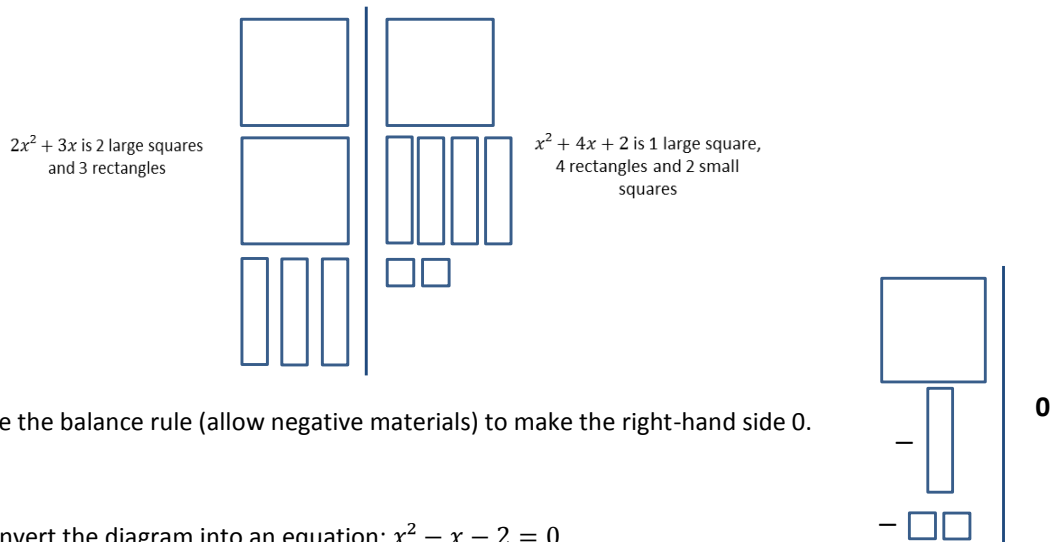 2𝑥² + 3𝑥 is 2 large squares
and 3 rectangles
𝑥² + 4𝑥 + 2 is 1 large square,
4 rectangles and 2 small
squares
e the balance rule (allow negative materials) to make the right-hand side 0.
0
−
−
nvert the diagram into an equation: 𝑥² − 𝑥 − 2 = 0